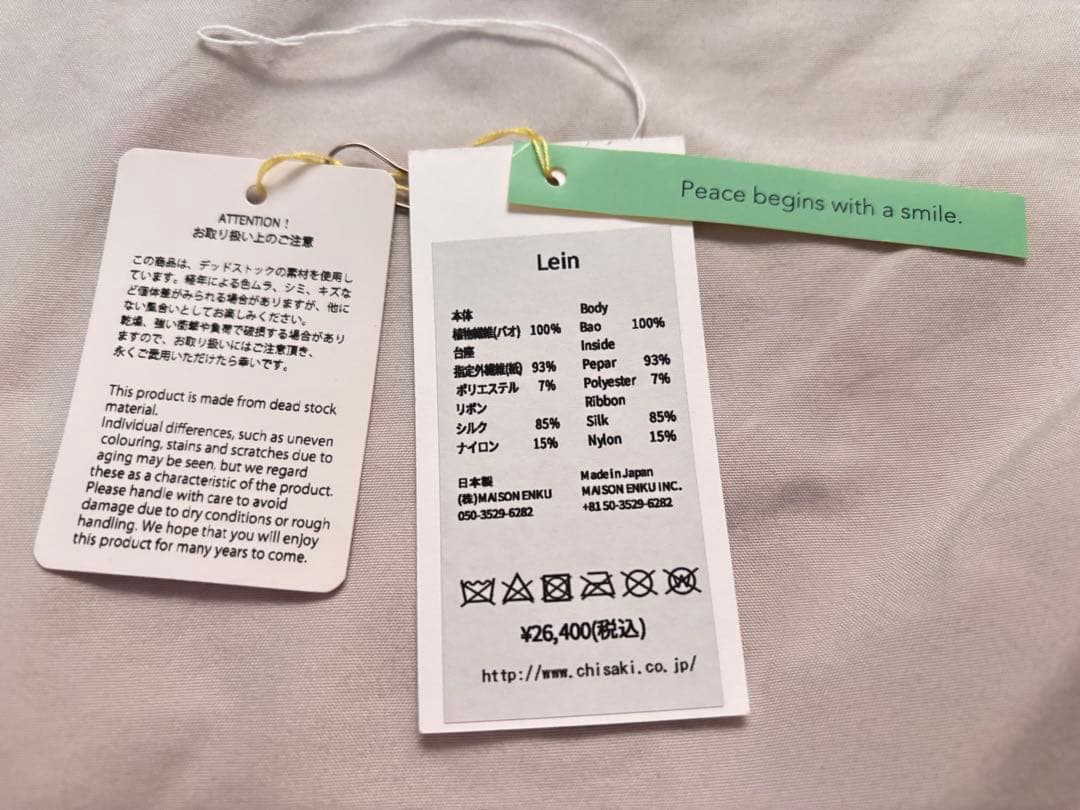 ATTENTION !
お取り扱い上のご注意
この商品は、デッドストックの素材を使用し
ています。経年による色ムラ、シミ、キズな
ど個体差がみられる場合がありますが、他に
ない風合いとしてお楽しみください。
乾燥、強い衝撃や負荷で破損する場合があり
ますので、お取り扱いにはご注意頂き、
永くご愛用いただけたら幸いです。
This product is made from dead stock
material.
Individual differences, such as uneven
colouring, stains and scratches due to
aging may be seen, but we regard
these as a characteristic of the product.
Please handle with care to avoid
damage due to dry conditions or rough
handling. We hope that you will enjoy
this product for many years to come.
Peace begins with a smile.
Lein
本体
植物繊維(バオ) 100%
台座
指定外繊維(紙) 93%
ポリエステル 7%
リボン
シルク 85%
ナイロン 15%
日本製
(株)MAISON ENKU
050-3529-6282
Body
Bao 100%
Inside
Pepar 93%
Polyester 7%
Ribbon
Silk 85%
Nylon 15%
Made in Japan
MAISON ENKU INC.
+81 50-3529-6282
W
¥26,400(税込)
http://www.chisaki.co.jp/